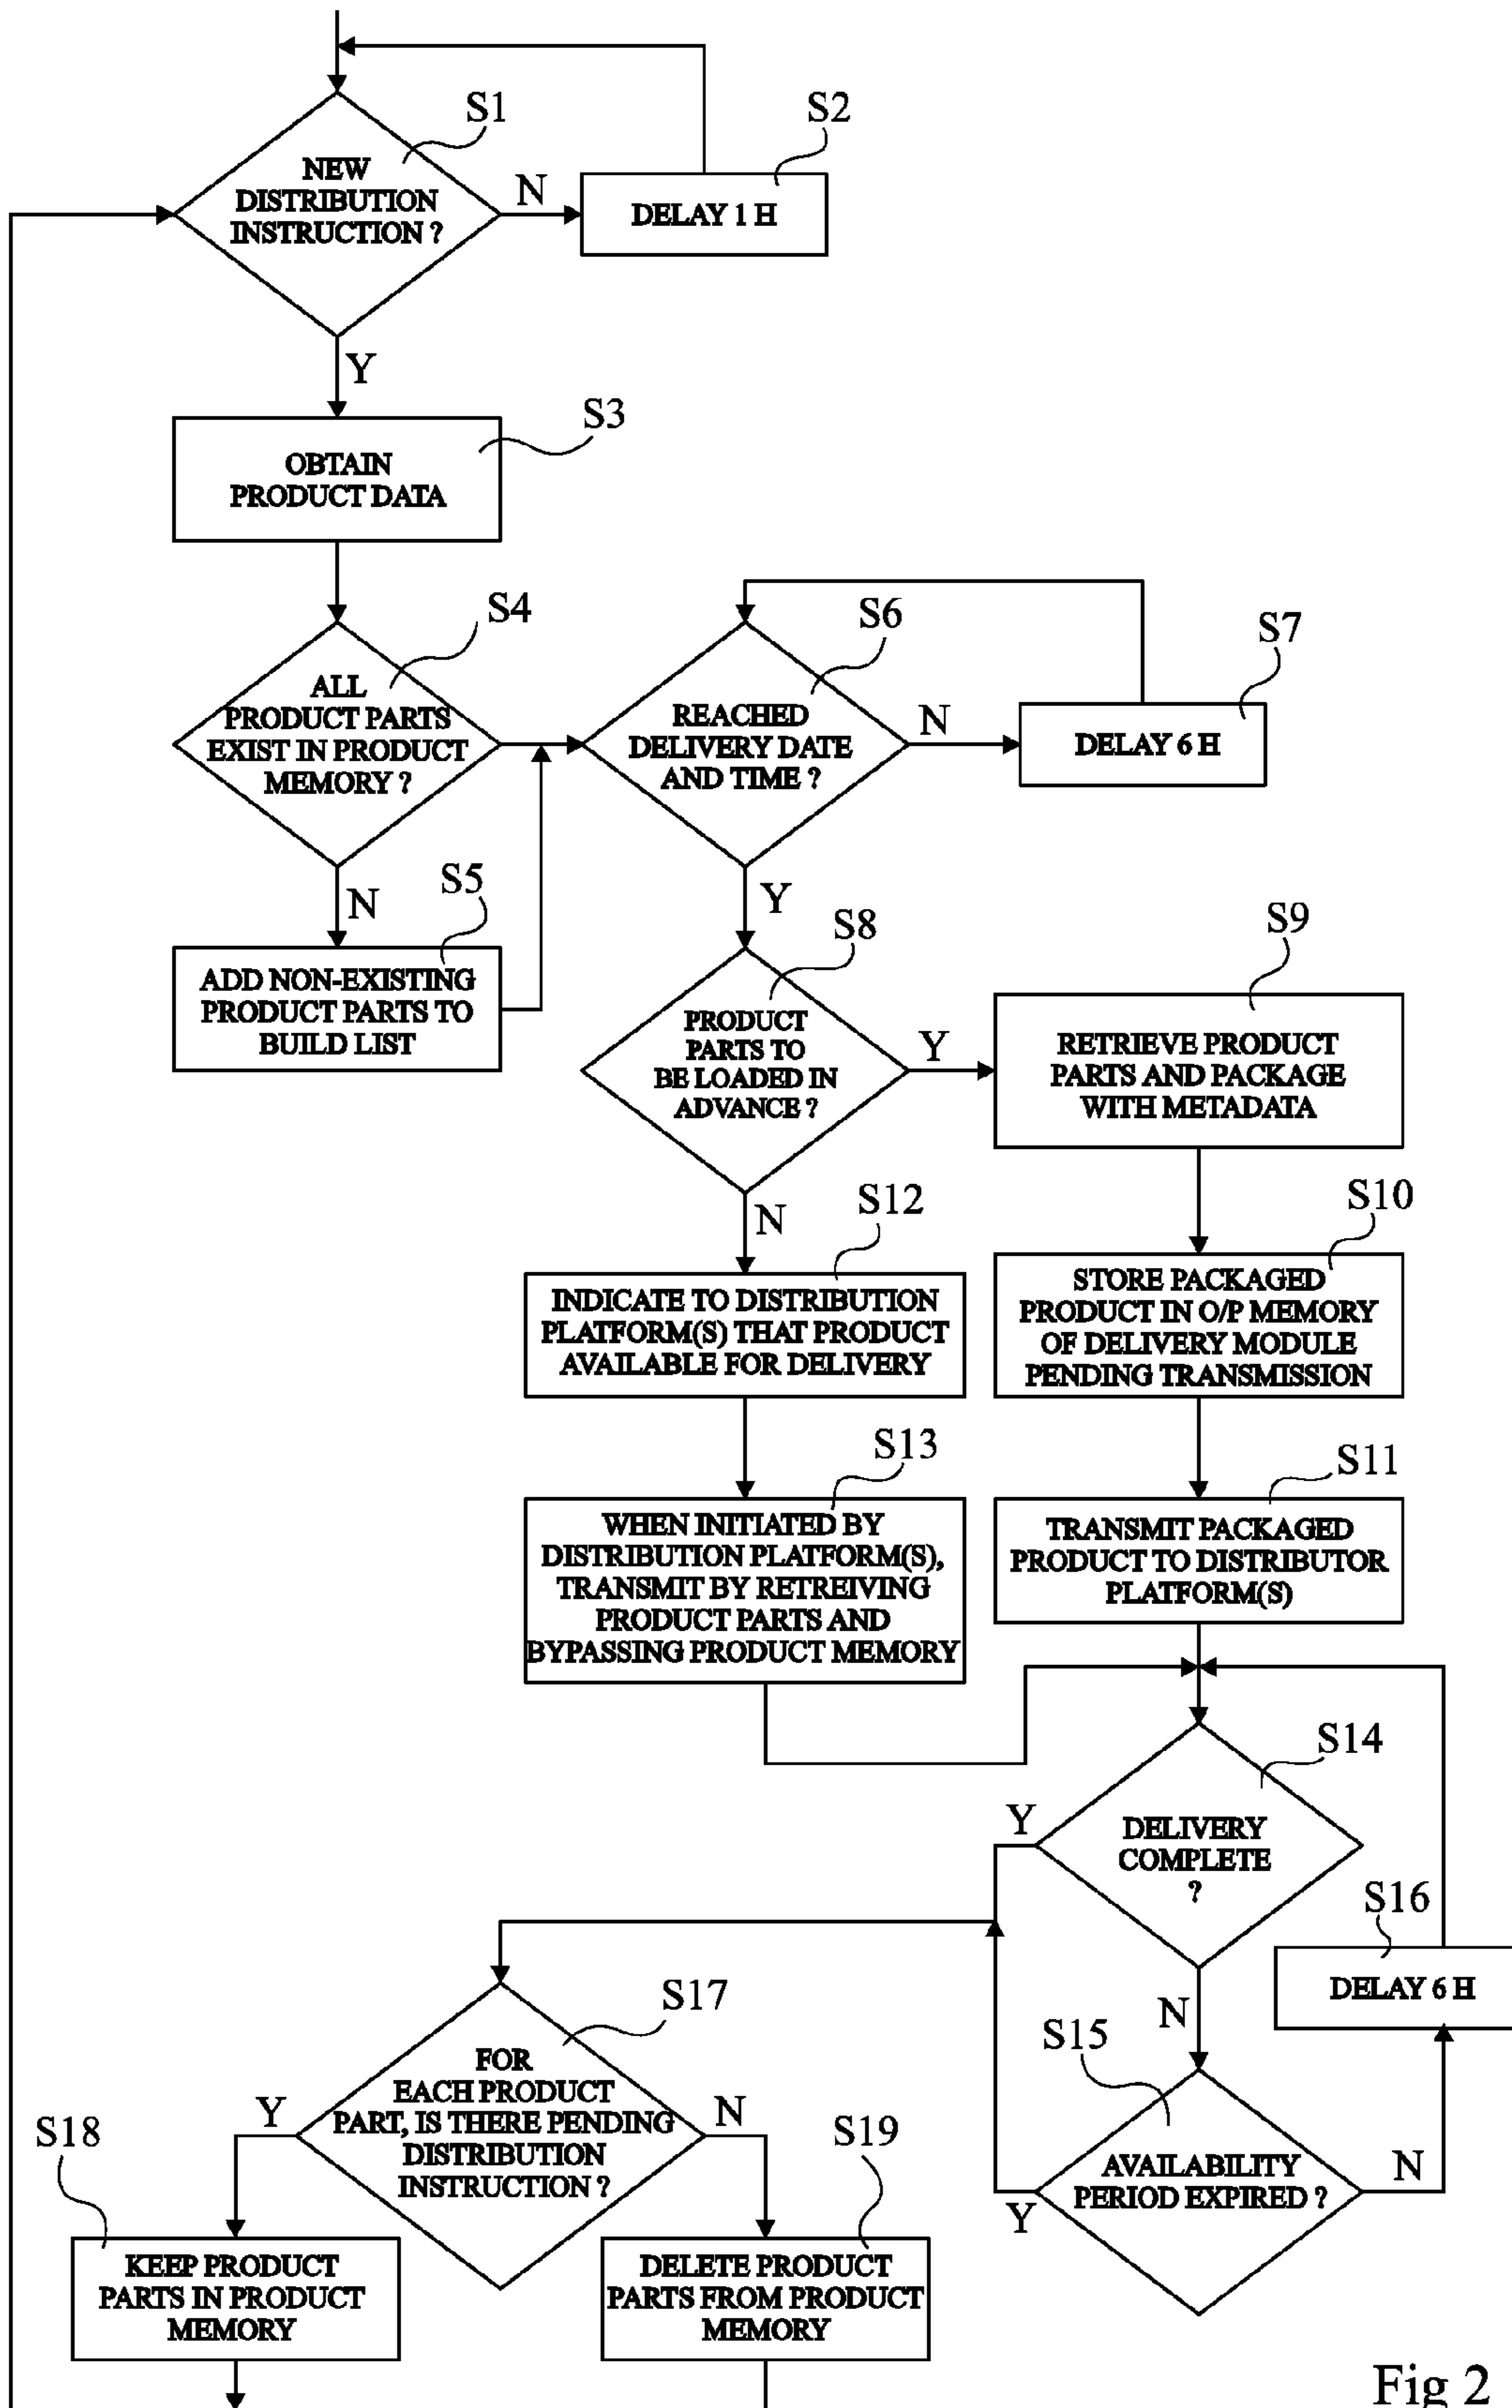 S1
NEW
DISTRIBUTION
INSTRUCTION ?
N
S2
DELAY 1 H
Y
S3
OBTAIN
PRODUCT DATA
S4
ALL
PRODUCT PARTS
EXIST IN PRODUCT
MEMORY ?
N
S5
ADD NON-EXISTING
PRODUCT PARTS TO
BUILD LIST
S6
REACHED
DELIVERY DATE
AND TIME ?
N
S7
DELAY 6 H
Y
S8
PRODUCT
PARTS TO
BE LOADED IN
ADVANCE ?
Y
S9
RETRIEVE PRODUCT
PARTS AND PACKAGE
WITH METADATA
S10
STORE PACKAGED
PRODUCT IN O/P MEMORY
OF DELIVERY MODULE
PENDING TRANSMISSION
S11
TRANSMIT PACKAGED
PRODUCT TO DISTRIBUTOR
PLATFORM(S)
N
S12
INDICATE TO DISTRIBUTION
PLATFORM(S) THAT PRODUCT
AVAILABLE FOR DELIVERY
S13
WHEN INITIATED BY
DISTRIBUTION PLATFORM(S),
TRANSMIT BY RETREIVING
PRODUCT PARTS AND
BYPASSING PRODUCT MEMORY
S14
DELIVERY
COMPLETE
?
Y
N
S15
AVAILABILITY
PERIOD EXPIRED ?
Y
N
S16
DELAY 6 H
S17
FOR
EACH PRODUCT
PART, IS THERE PENDING
DISTRIBUTION
INSTRUCTION ?
Y
N
S18
KEEP PRODUCT
PARTS IN PRODUCT
MEMORY
S19
DELETE PRODUCT
PARTS FROM PRODUCT
MEMORY
Fig 2